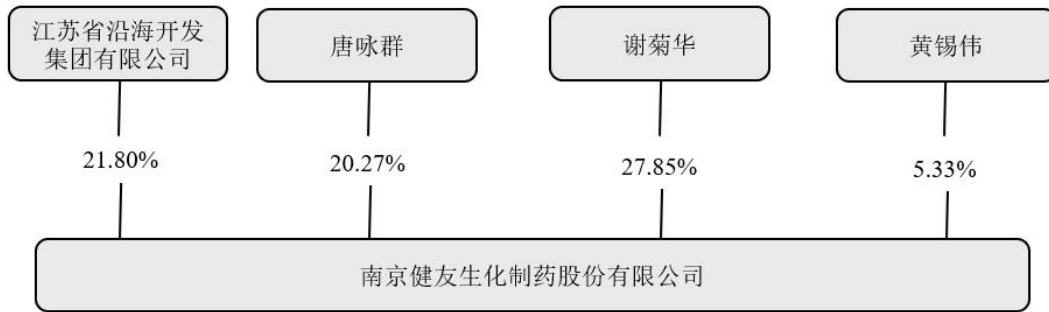 江苏省沿海开发
集团有限公司
唐咏群
谢菊华
黄锡伟
21.80%
20.27%
27.85%
5.33%
南京健友生化制药股份有限公司